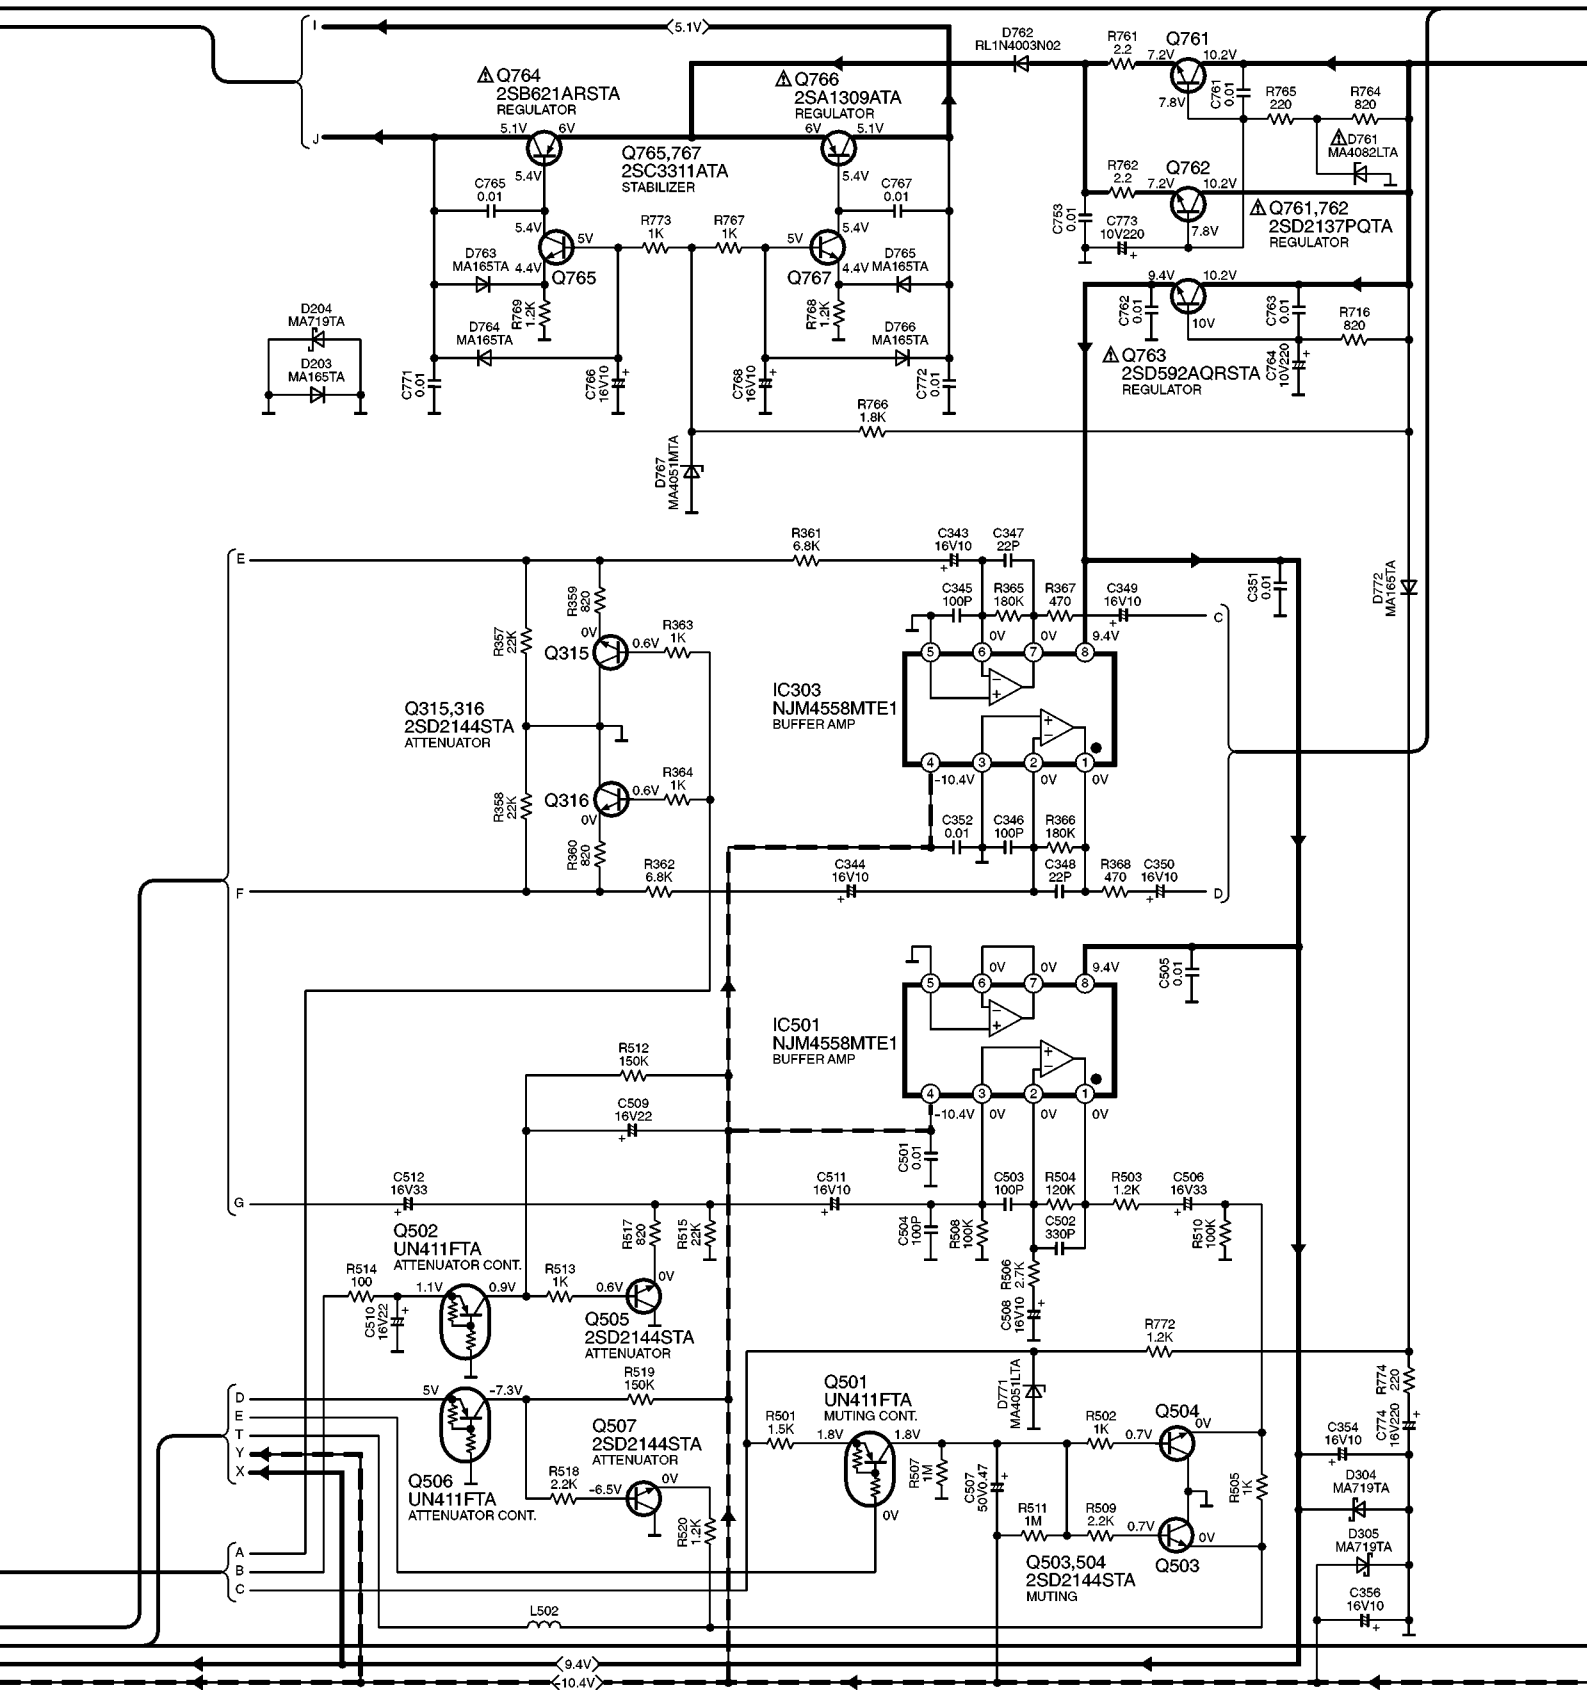 I
5.1V
D762
RL1N4003N02
R761
2.2
Q761
7.2V
10.2V
7.8V
C761
0.01
R765
220
R764
820
D761
MA4082LTA
Q764
2SB621ARSTA
REGULATOR
Q766
2SA1309ATA
REGULATOR
J
5.1V
6V
6V
5.1V
Q765,767
2SC3311ATA
STABILIZER
5.4V
5.4V
C765
0.01
C767
0.01
R762
2.2
Q762
7.2V
10.2V
7.8V
C753
0.01
C773
10V220
+
Q761,762
2SD2137PQTA
REGULATOR
5.4V
5V
R773
1K
R767
1K
5V
5.4V
D763
MA165TA
4.4V
Q765
Q767
4.4V
D765
MA165TA
R769
1.2K
R768
1.2K
D764
MA165TA
D766
MA165TA
9.4V
10.2V
10V
C762
0.01
C763
0.01
R716
820
C764
10V220
+
Q763
2SD592AQRSTA
REGULATOR
D204
MA719TA
D203
MA165TA
C771
0.01
C766
16V10
+
C768
16V10
+
C772
0.01
R766
1.8K
D767
MA4051MTA
E
R361
6.8K
C343
16V10
+
C347
22P
C345
100P
R365
180K
R367
470
C349
16V10
+
C
C351
0.01
D772
MA165TA
R359
820
R357
22K
0V
Q315
0.6V
R363
1K
0V
0V
9.4V
5
6
7
8
IC303
NJM4558MTE1
BUFFER AMP
−
+
+
−
Q315,316
2SD2144STA
ATTENUATOR
4
3
2
1
-10.4V
0V
0V
R364
1K
Q316
0.6V
0V
R358
22K
R360
820
C352
0.01
C346
100P
R366
180K
F
R362
6.8K
C344
16V10
+
C348
22P
R368
470
C350
16V10
+
D
0V
0V
9.4V
5
6
7
8
C505
0.01
IC501
NJM4558MTE1
BUFFER AMP
−
+
+
−
4
3
2
1
-10.4V
0V
0V
0V
R512
150K
C509
16V22
+
C501
0.01
G
C512
16V33
+
C511
16V10
+
C503
100P
R504
120K
R503
1.2K
C506
16V33
+
R517
820
R515
22K
C504
100P
R508
100K
C502
330P
R510
100K
Q502
UN411FTA
ATTENUATOR CONT.
R514
100
1.1V
0.9V
R513
1K
0.6V
0V
C510
16V22
+
Q505
2SD2144STA
ATTENUATOR
R506
2.7K
C508
16V10
+
R772
1.2K
D
5V
-7.3V
R519
150K
E
T
Y
X
Q506
UN411FTA
ATTENUATOR CONT.
Q507
2SD2144STA
ATTENUATOR
R518
2.2K
-6.5V
0V
R520
1.2K
Q501
UN411FTA
MUTING CONT.
R501
1.5K
1.8V
1.8V
0V
D771
MA4051LTA
R507
1M
C507
50V0.47
+
R502
1K
0.7V
Q504
0V
R511
1M
R509
2.2K
0.7V
0V
Q503
Q503,504
2SD2144STA
MUTING
R505
1K
R774
220
C774
16V220
+
C354
16V10
+
D304
MA719TA
D305
MA719TA
C356
16V10
+
A
B
C
L502
9.4V
-10.4V